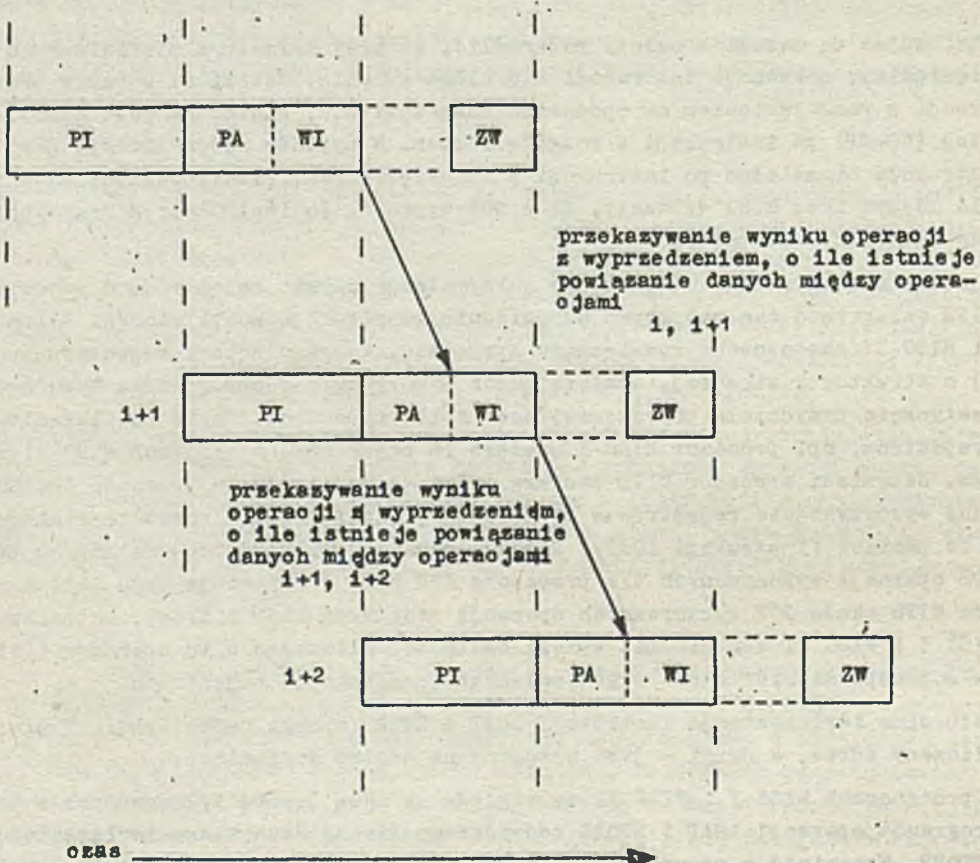 PI PA WI ZW
przekazywanie wyniku operacji
z wyprzedzeniem, o ile istnieje
powiązanie danych między opera-
cjami
i, i+1
i+1 PI PA WI ZW
przekazywanie wyniku
operacji z wyprzedzeniem,
o ile istnieje powiązanie
danych między operacjami
i+1, i+2
i+2 PI PA WI ZW
czas